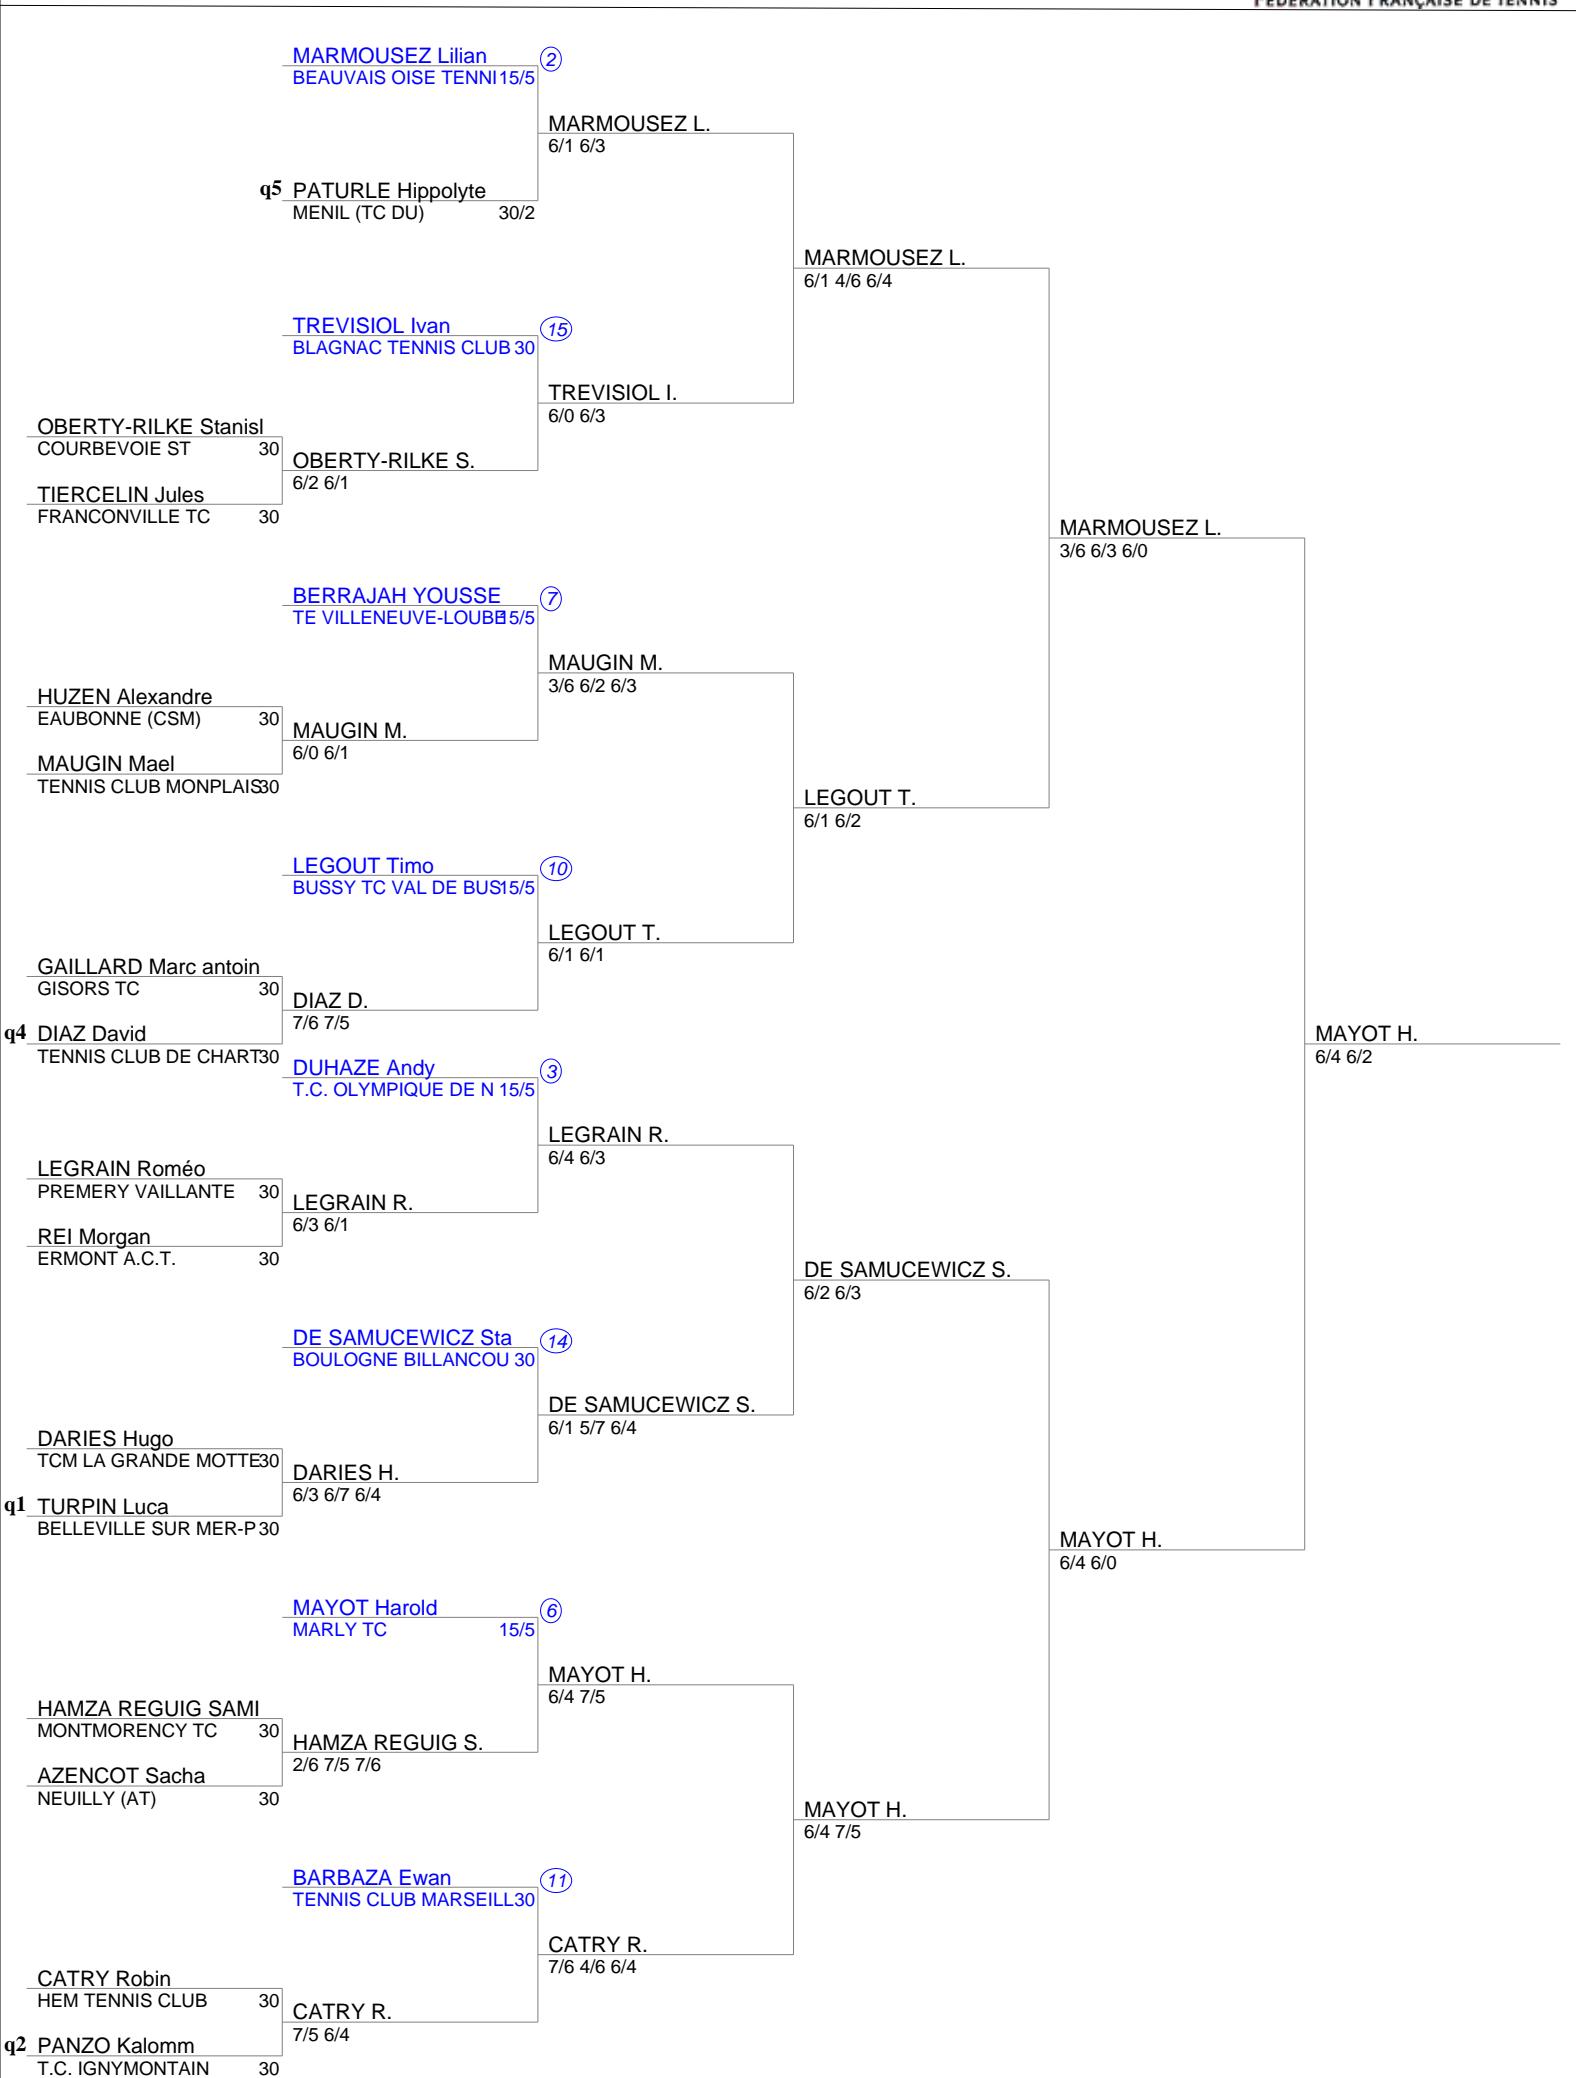 FÉDÉRATION FRANÇAISE DE TENNIS
MARMOUSEZ Lilian 2
BEAUVAIS OISE TENNI 15/5
MARMOUSEZ L.
6/1 6/3
q5 PATURLE Hippolyte
MENIL (TC DU) 30/2
MARMOUSEZ L.
6/1 4/6 6/4
TREVISIOL Ivan 15
BLAGNAC TENNIS CLUB 30
TREVISIOL I.
6/0 6/3
OBERTY-RILKE Stanisl
COURBEVOIE ST 30
OBERTY-RILKE S.
6/2 6/1
TIERCELIN Jules
FRANCONVILLE TC 30
MARMOUSEZ L.
3/6 6/3 6/0
BERRAJAH YOUSSE 7
TE VILLENEUVE-LOUBE 15/5
MAUGIN M.
3/6 6/2 6/3
HUZEN Alexandre
EAUBONNE (CSM) 30
MAUGIN M.
6/0 6/1
MAUGIN Mael
TENNIS CLUB MONPLAIS 30
LEGOUT T.
6/1 6/2
LEGOUT Timo 10
BUSSY TC VAL DE BUS 15/5
LEGOUT T.
6/1 6/1
GAILLARD Marc antoin
GISORS TC 30
DIAZ D.
7/6 7/5
q4 DIAZ David
TENNIS CLUB DE CHART 30
MAYOT H.
6/4 6/2
DUHAZE Andy 3
T.C. OLYMPIQUE DE N 15/5
LEGRAIN R.
6/4 6/3
LEGRAIN Roméo
PREMERY VAILLANTE 30
LEGRAIN R.
6/3 6/1
REI Morgan
ERMONT A.C.T. 30
DE SAMUCEWICZ S.
6/2 6/3
DE SAMUCEWICZ Sta 14
BOULOGNE BILLANCOU 30
DE SAMUCEWICZ S.
6/1 5/7 6/4
DARIES Hugo
TCM LA GRANDE MOTTE 30
DARIES H.
6/3 6/7 6/4
q1 TURPIN Luca
BELLEVILLE SUR MER-P 30
MAYOT H.
6/4 6/0
MAYOT Harold 6
MARLY TC 15/5
MAYOT H.
6/4 7/5
HAMZA REGUIG SAMI
MONTMORENCY TC 30
HAMZA REGUIG S.
2/6 7/5 7/6
AZENCOT Sacha
NEUILLY (AT) 30
MAYOT H.
6/4 7/5
BARBAZA Ewan 11
TENNIS CLUB MARSEILL 30
CATRY R.
7/6 4/6 6/4
CATRY Robin
HEM TENNIS CLUB 30
CATRY R.
7/5 6/4
q2 PANZO Kalomm
T.C. IGNYMONTAIN 30